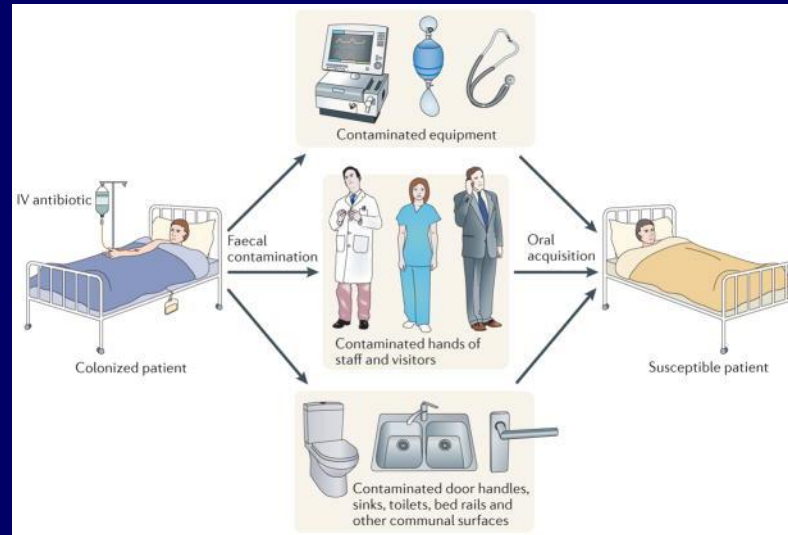 Contaminated equipment
IV antibiotic
Faecal
contamination
Oral
acquisition
Contaminated hands of
staff and visitors
Colonized patient
Susceptible patient
Contaminated door handles,
sinks, toilets, bed rails and
other communal surfaces